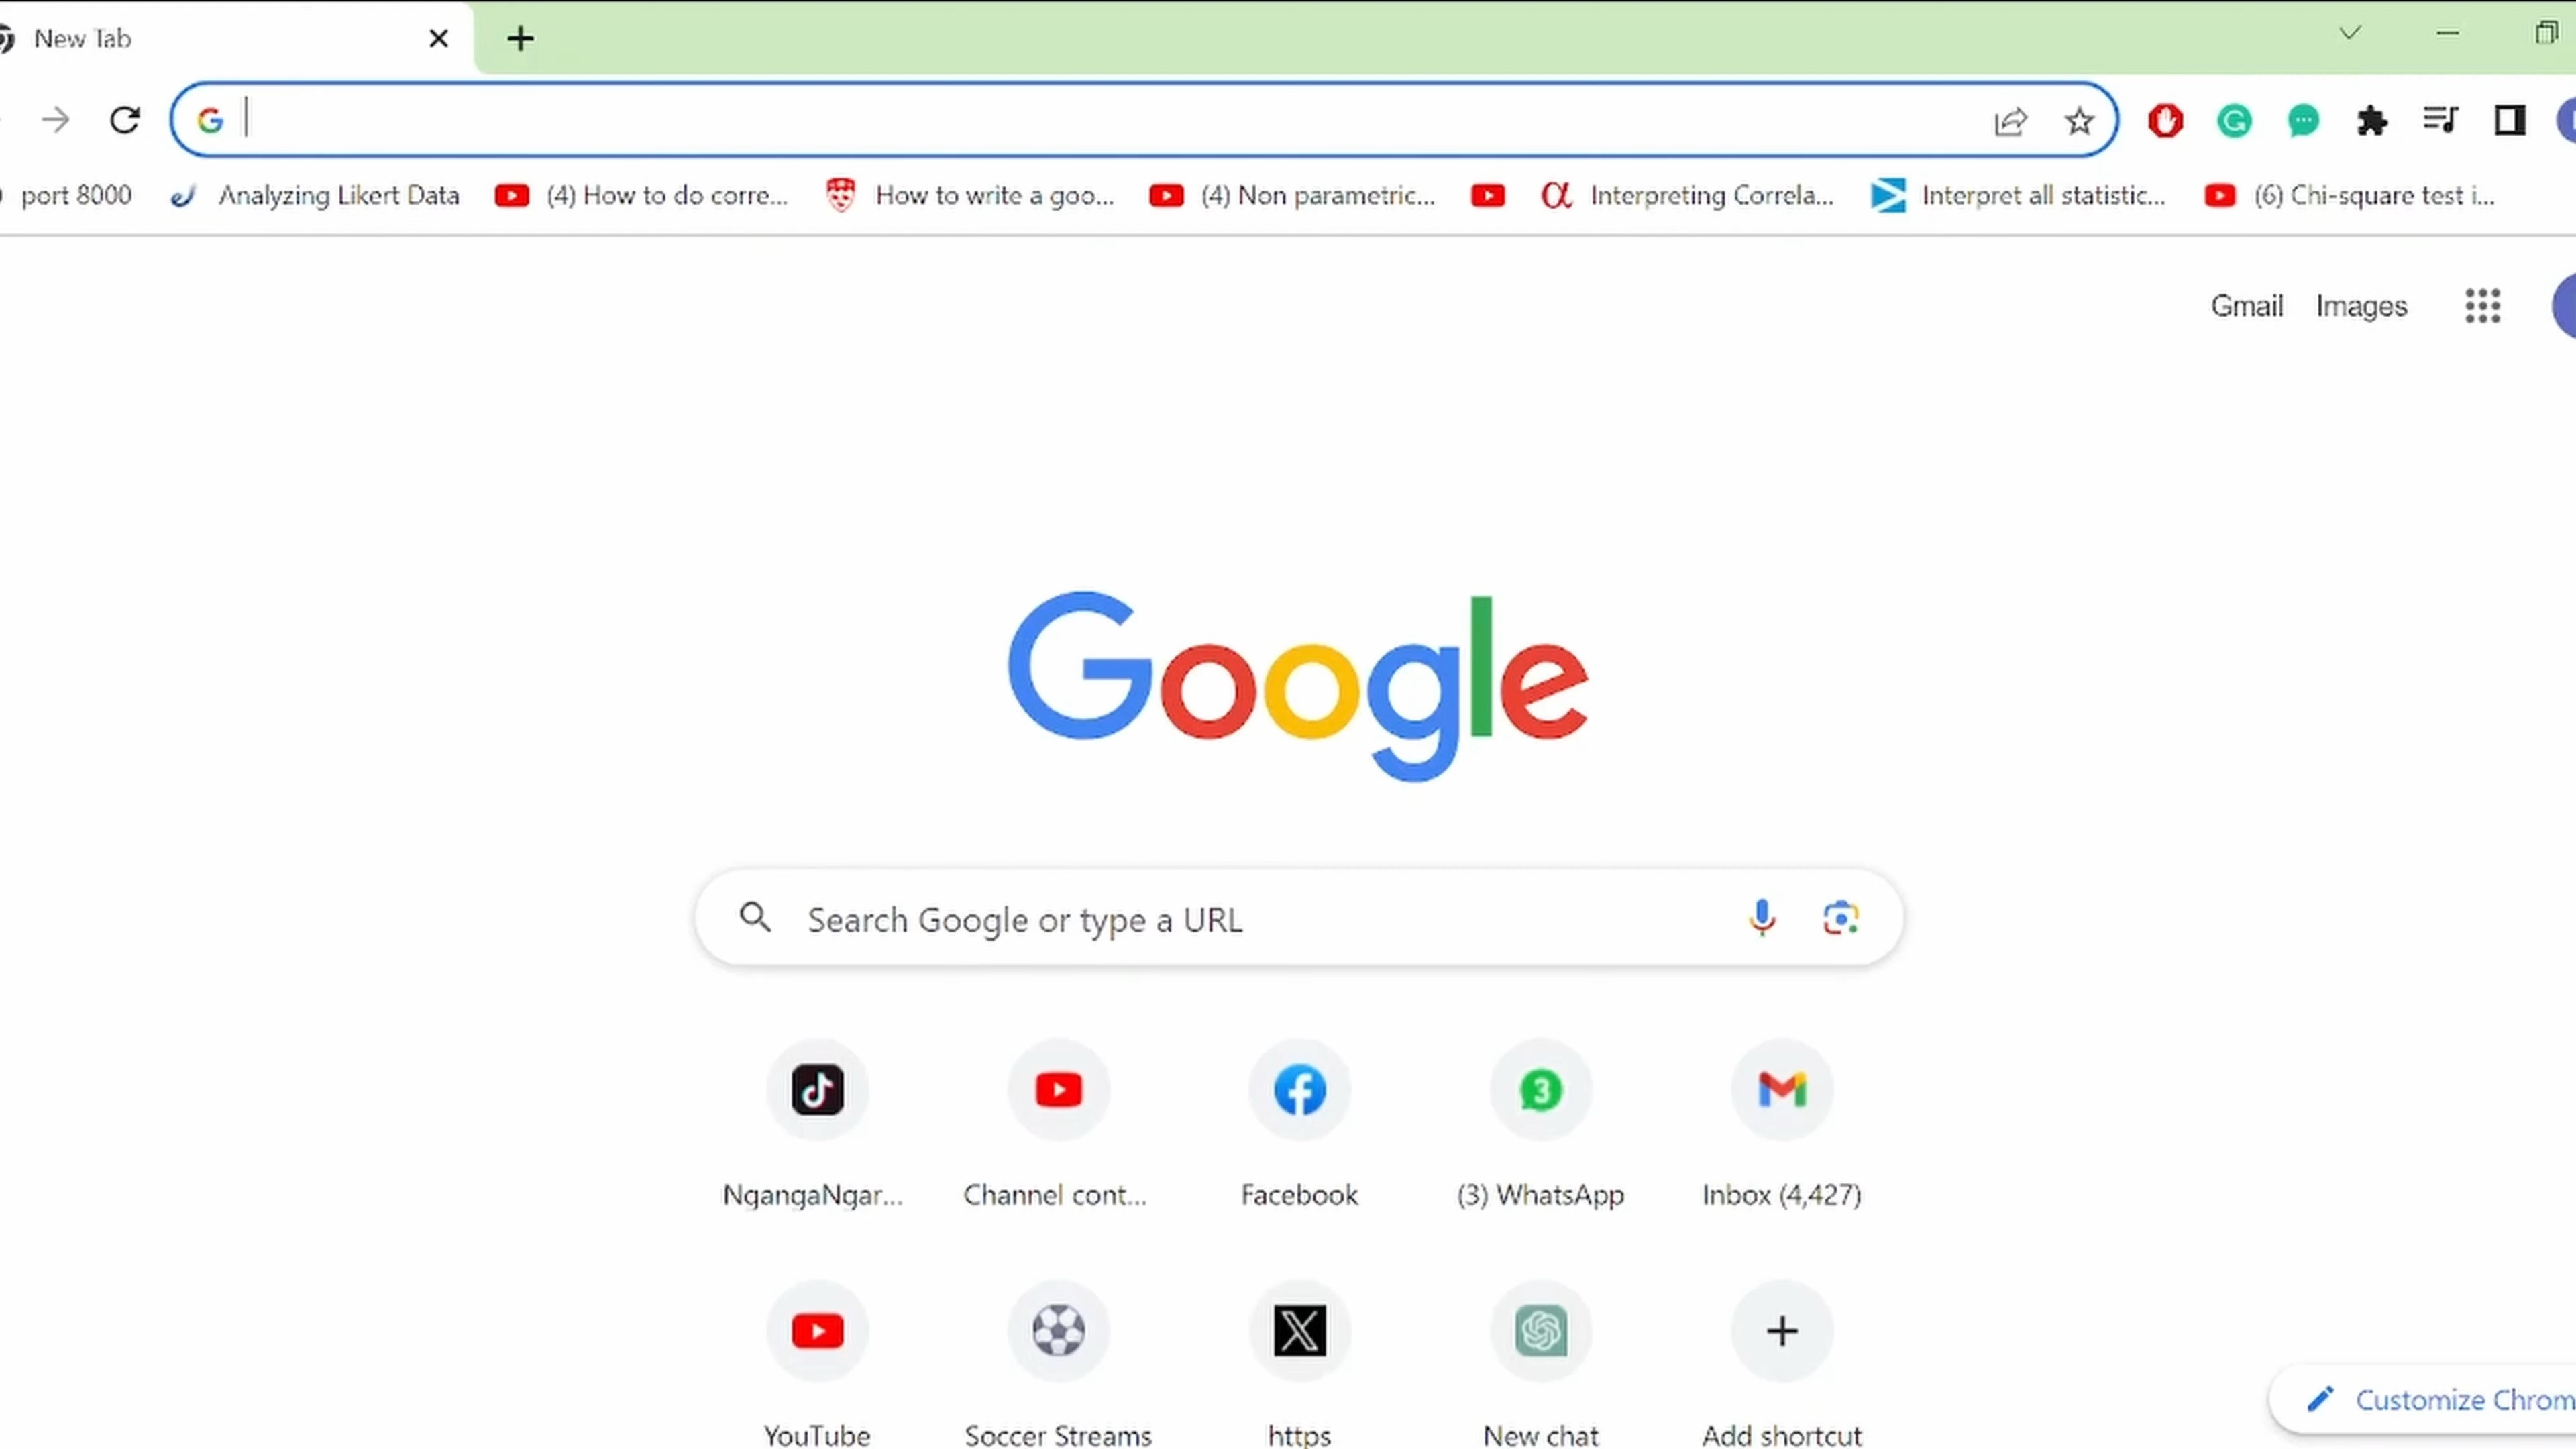 New Tab
port 8000 Analyzing Likert Data (4) How to do corre... How to write a goo... (4) Non parametric... Interpreting Correla... Interpret all statistic... (6) Chi-square test i...
Gmail Images
Google
Search Google or type a URL
NgangaNgar... Channel cont... Facebook (3) WhatsApp Inbox (4,427)
YouTube Soccer Streams https New chat Add shortcut
Customize Chrom